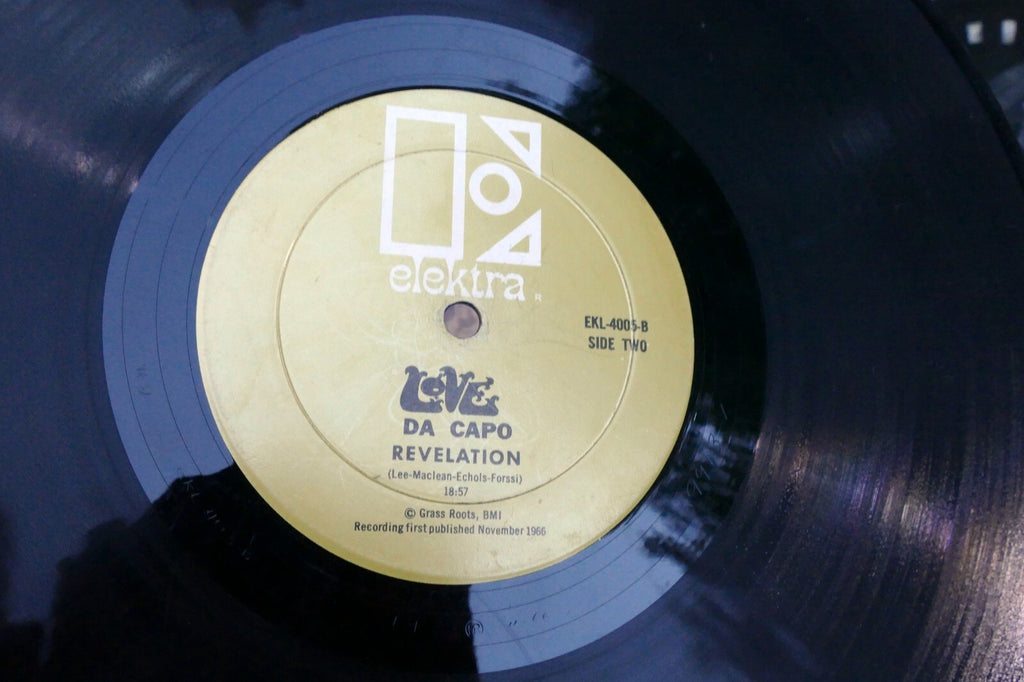 elektra R
EKL-4005-B
SIDE TWO
LOVE
DA CAPO
REVELATION
(Lee-Maclean-Echols-Forssi)
18:57
© Grass Roots, BMI
Recording first published November 1966